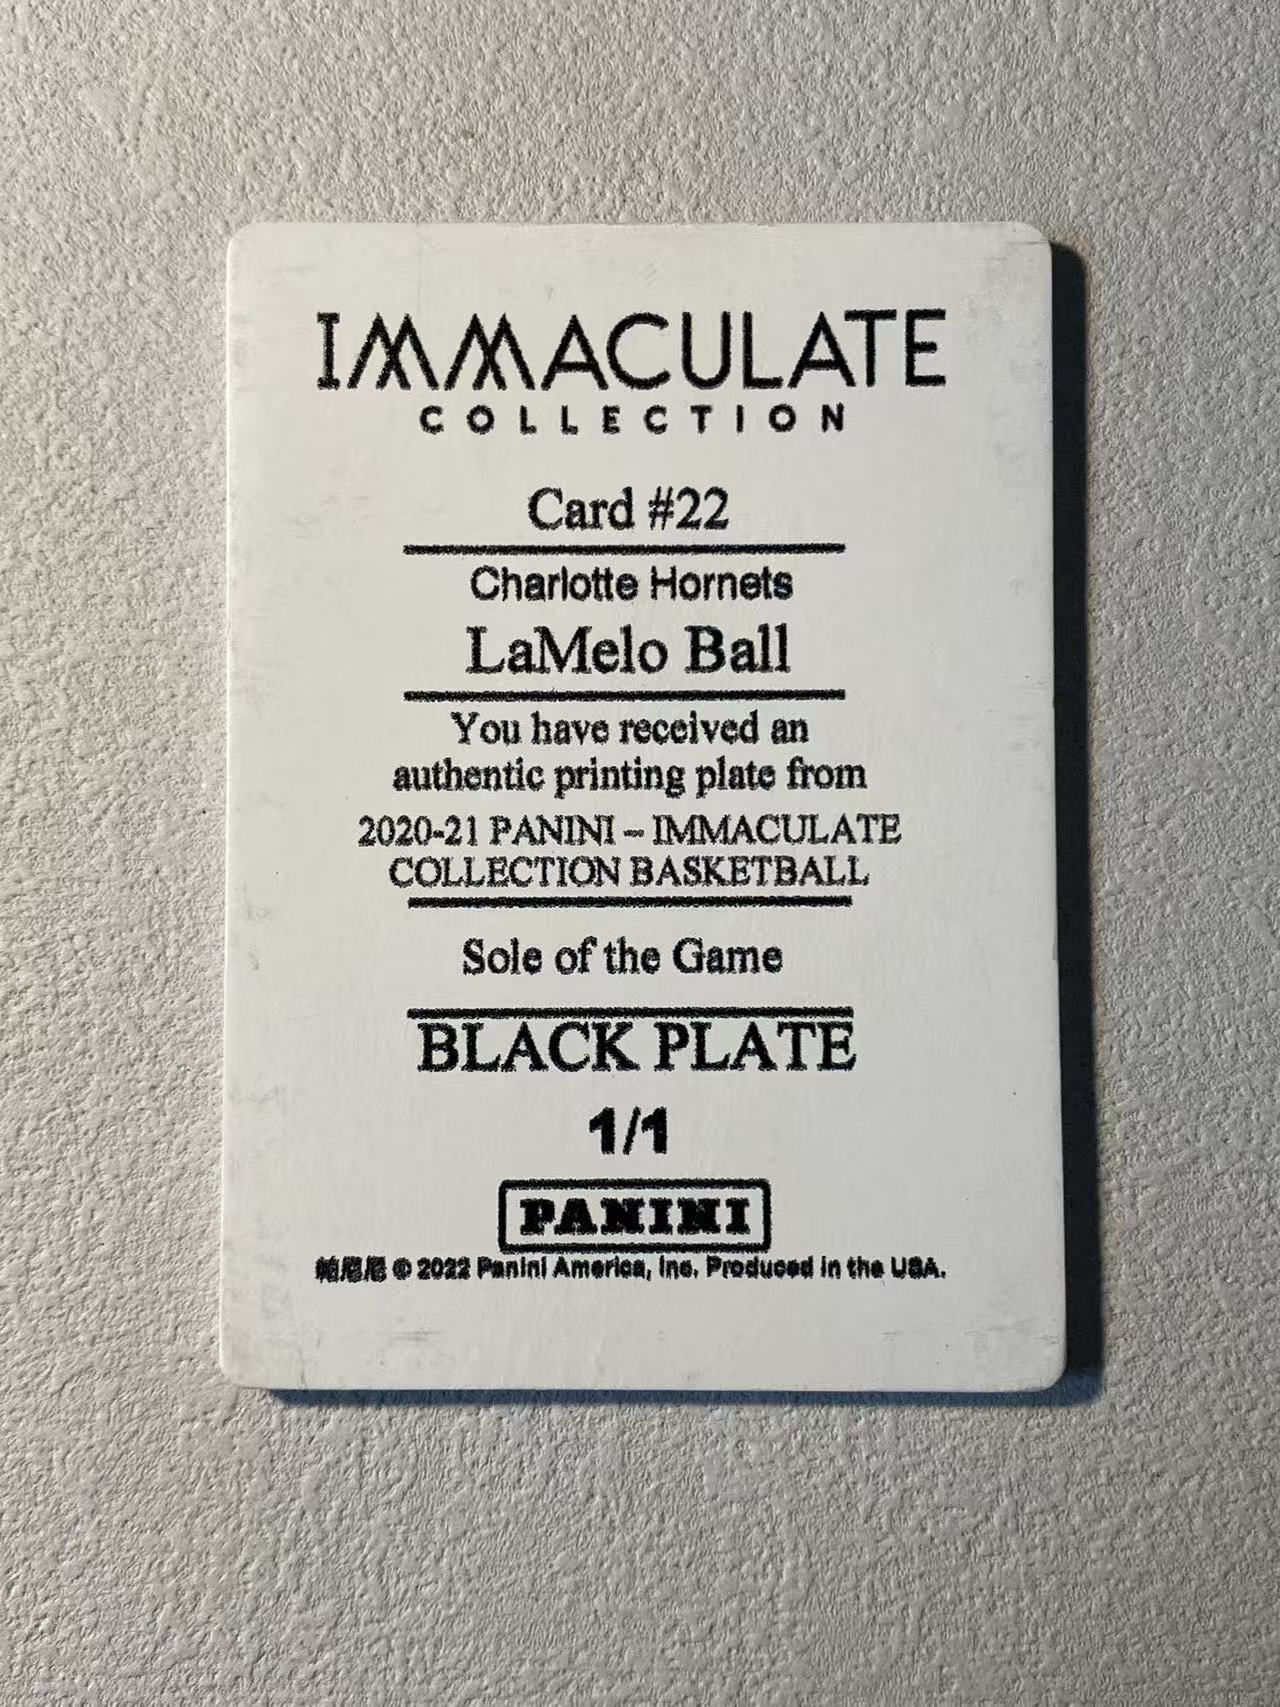 IMMACULATE
COLLECTION
Card #22
Charlotte Hornets
LaMelo Ball
You have received an
authentic printing plate from
2020-21 PANINI – IMMACULATE
COLLECTION BASKETBALL
Sole of the Game
BLACK PLATE
1/1
PANINI
帕尼尼 © 2022 Panini America, Inc. Produced in the USA.